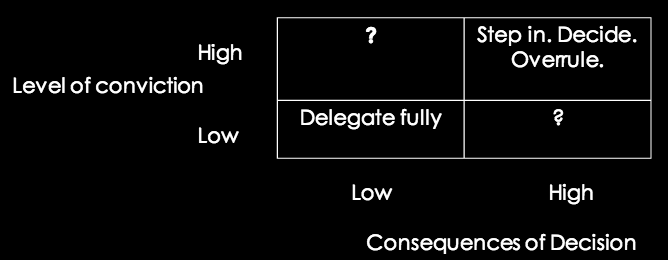 ?
Step in. Decide.
Overrule.
High
Level of conviction
Delegate fully
?
Low
Low
High
Consequences of Decision